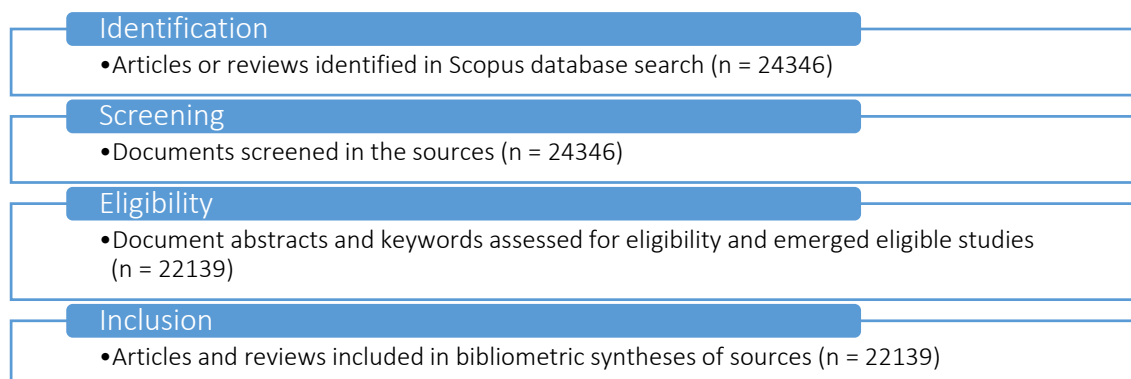 Identification
•Articles or reviews identified in Scopus database search (n = 24346)
Screening
•Documents screened in the sources (n = 24346)
Eligibility
•Document abstracts and keywords assessed for eligibility and emerged eligible studies
(n = 22139)
Inclusion
•Articles and reviews included in bibliometric syntheses of sources (n = 22139)